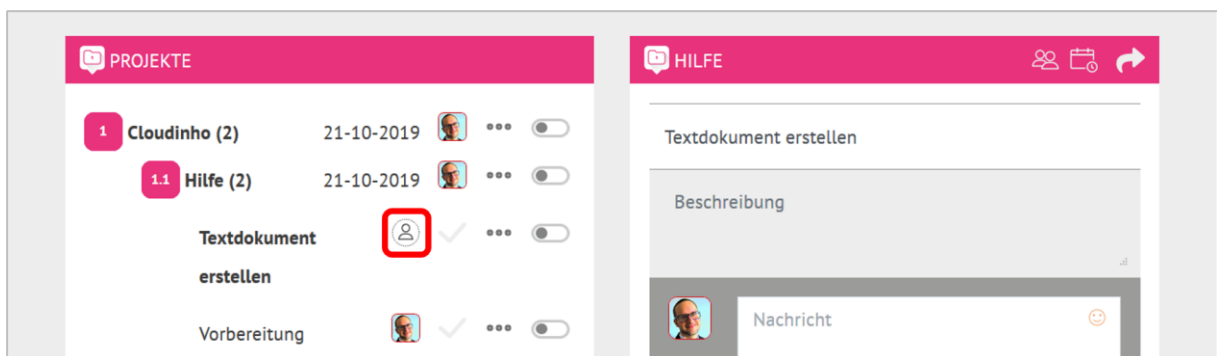 PROJEKTE
1 Cloudinho (2) 21-10-2019
1.1 Hilfe (2) 21-10-2019
Textdokument
erstellen
Vorbereitung
HILFE
Textdokument erstellen
Beschreibung
Nachricht